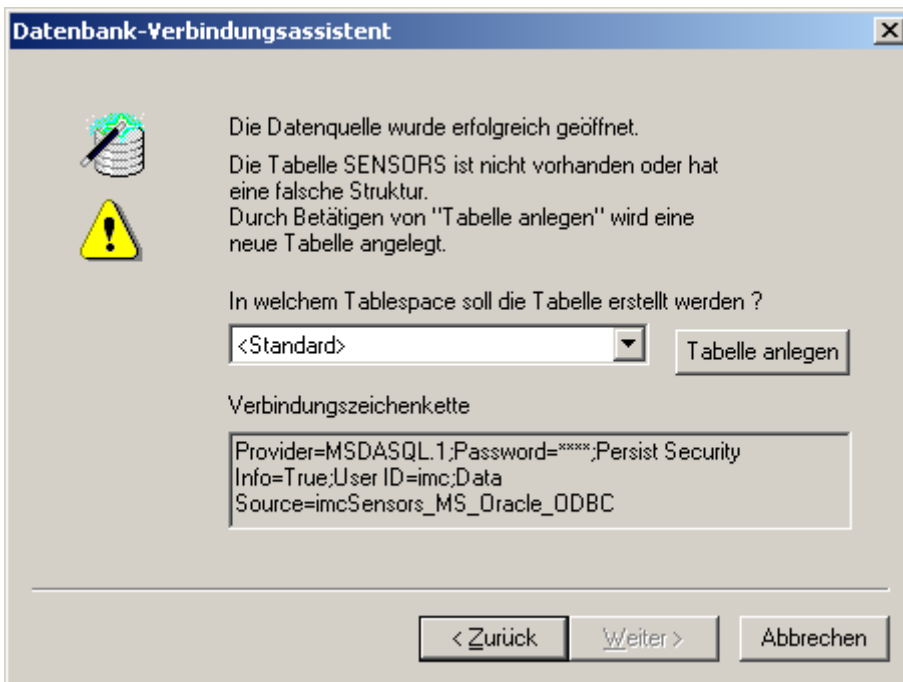 Datenbank-Verbindungsassistent
Die Datenquelle wurde erfolgreich geöffnet.
Die Tabelle SENSORS ist nicht vorhanden oder hat
eine falsche Struktur.
Durch Betätigen von "Tabelle anlegen" wird eine
neue Tabelle angelegt.
In welchem Tablespace soll die Tabelle erstellt werden ?
<Standard>
Tabelle anlegen
Verbindungszeichenkette
Provider=MSDASQL.1;Password=****;Persist Security
Info=True;User ID=imc;Data
Source=imcSensors_MS_Oracle_ODBC
< Zurück
Weiter >
Abbrechen